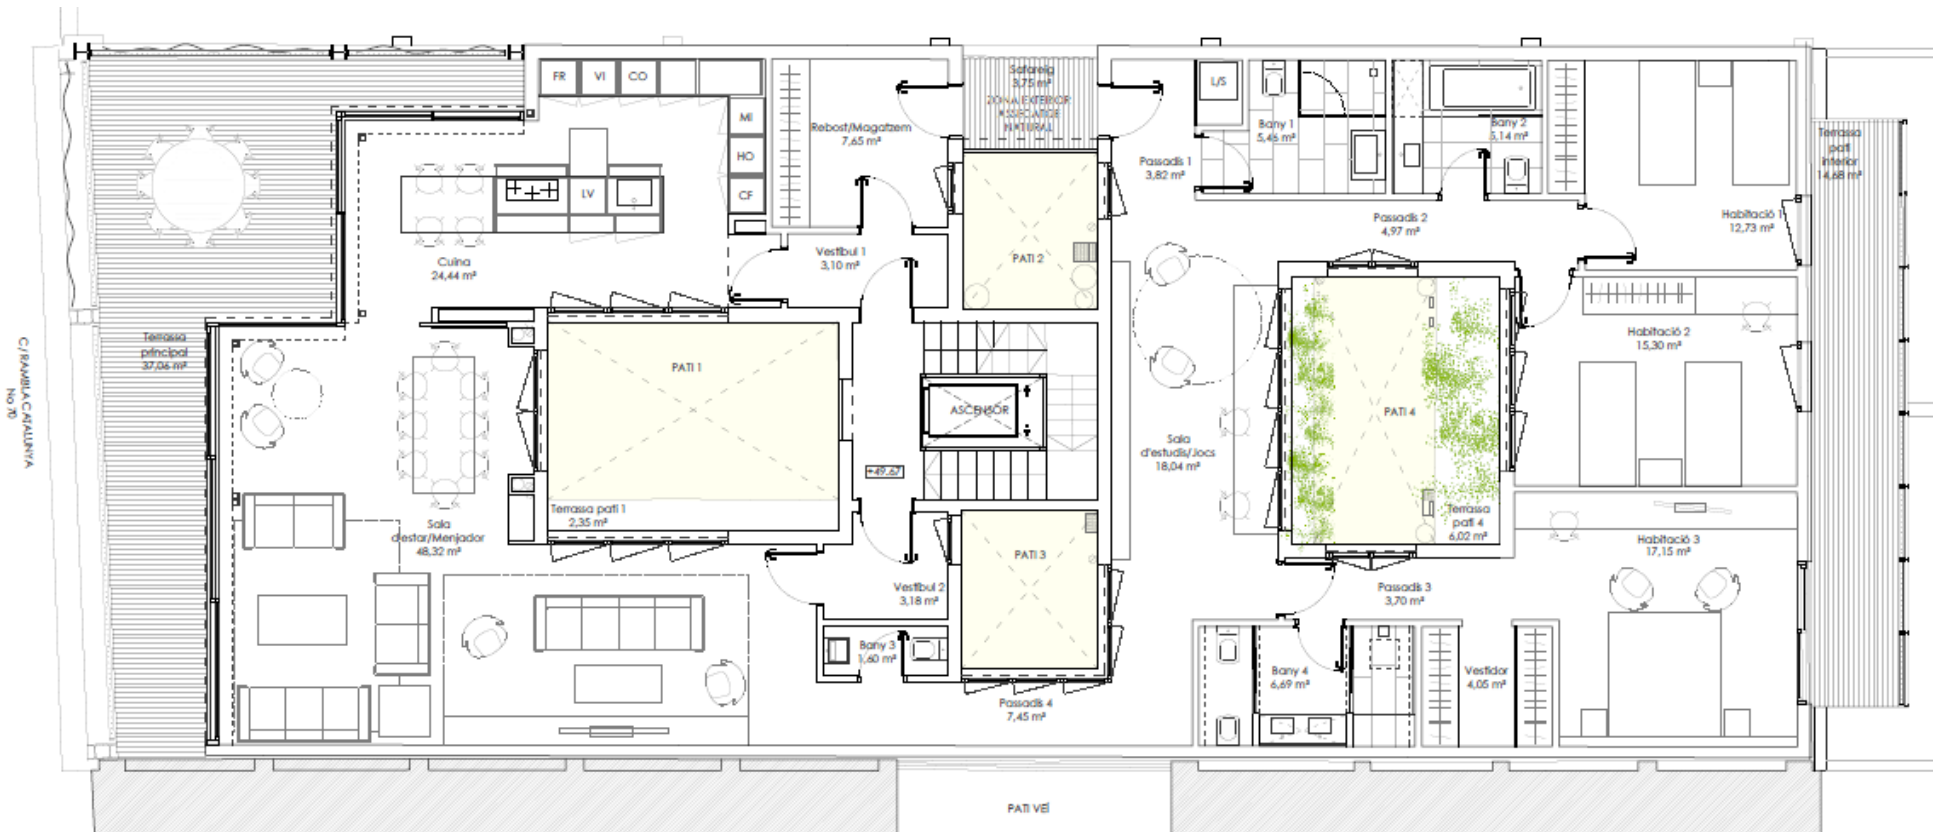 FR
VI
CO
MI
HO
CF
LV
Cuina
24,44 m²
Rebost/Magatzem
7,65 m²
Vestíbul 1
3,10 m²
Safareig
3,75 m²
ZONA EXTERIOR
NATURAL
PATI 2
L/S
Bany 1
5,46 m²
Bany 2
5,14 m²
Passadís 1
3,82 m²
Passadís 2
4,97 m²
Habitació 1
12,73 m²
Terrassa
pati
interior
14,68 m²
C/RAMBLA CATALUNYA
No 70
Terrassa
principal
37,06 m²
PATI 1
ASCENSOR
+49.67
Sala
d'estudis/Jocs
18,04 m²
PATI 4
Habitació 2
15,30 m²
Terrassa pati 1
2,35 m²
Sala
d'estar/Menjador
48,32 m²
PATI 3
Vestíbul 2
3,18 m²
Bany 3
1,60 m²
Passadís 4
7,45 m²
Terrassa
pati 4
6,02 m²
Habitació 3
17,15 m²
Passadís 3
3,70 m²
Bany 4
6,69 m²
Vestidor
4,05 m²
PATI VEÍ